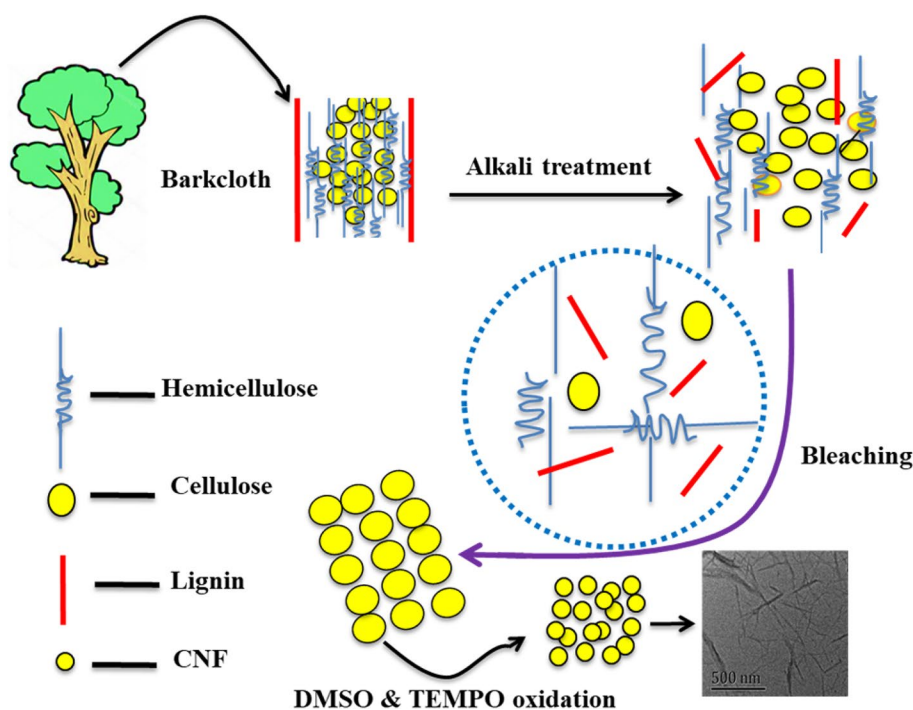 Barkcloth
Alkali treatment
Hemicellulose
Bleaching
Cellulose
Lignin
CNF
500 nm
DMSO & TEMPO oxidation